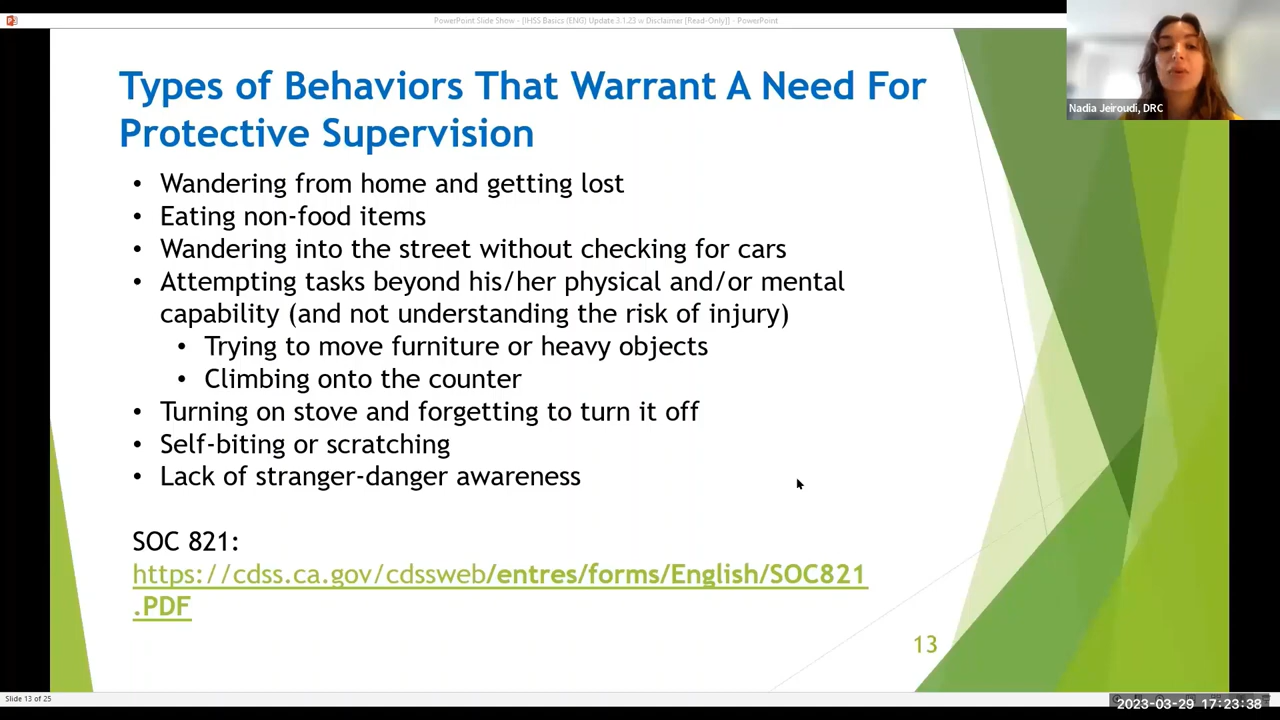 PowerPoint Slide Show - [IHSS Basics (ENG) Update 3.1.23 w Disclaimer [Read-Only]] - PowerPoint
Nadia Jeiroudi, DRC
Types of Behaviors That Warrant A Need For
Protective Supervision
• Wandering from home and getting lost
• Eating non-food items
• Wandering into the street without checking for cars
• Attempting tasks beyond his/her physical and/or mental
capability (and not understanding the risk of injury)
• Trying to move furniture or heavy objects
• Climbing onto the counter
• Turning on stove and forgetting to turn it off
• Self-biting or scratching
• Lack of stranger-danger awareness
SOC 821:
https://cdss.ca.gov/cdssweb/entres/forms/English/SOC821
.PDF
13
Slide 13 of 25
2023-03-29 17:23:38